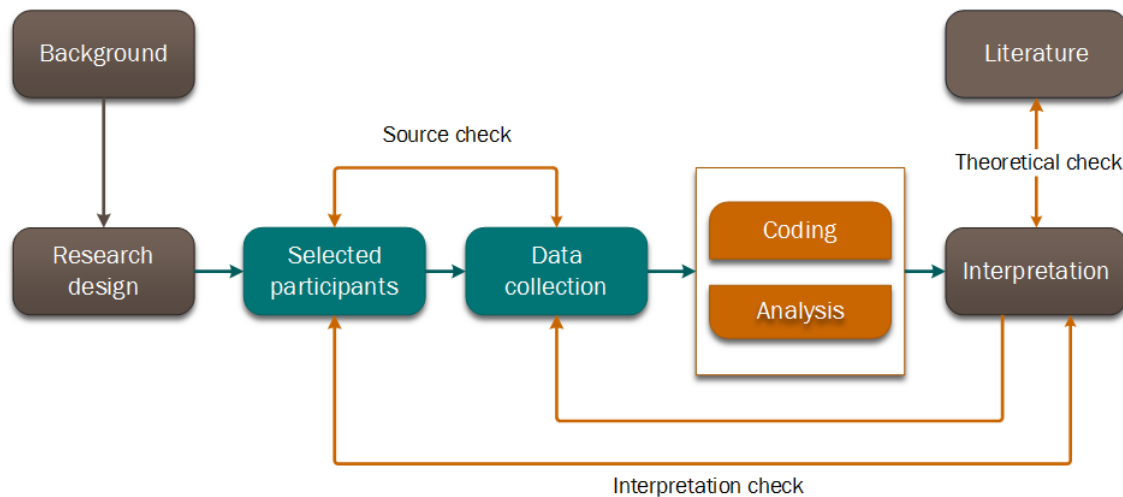 Background
Literature
Source check
Theoretical check
Research
design
Selected
participants
Data
collection
Coding
Analysis
Interpretation
Interpretation check